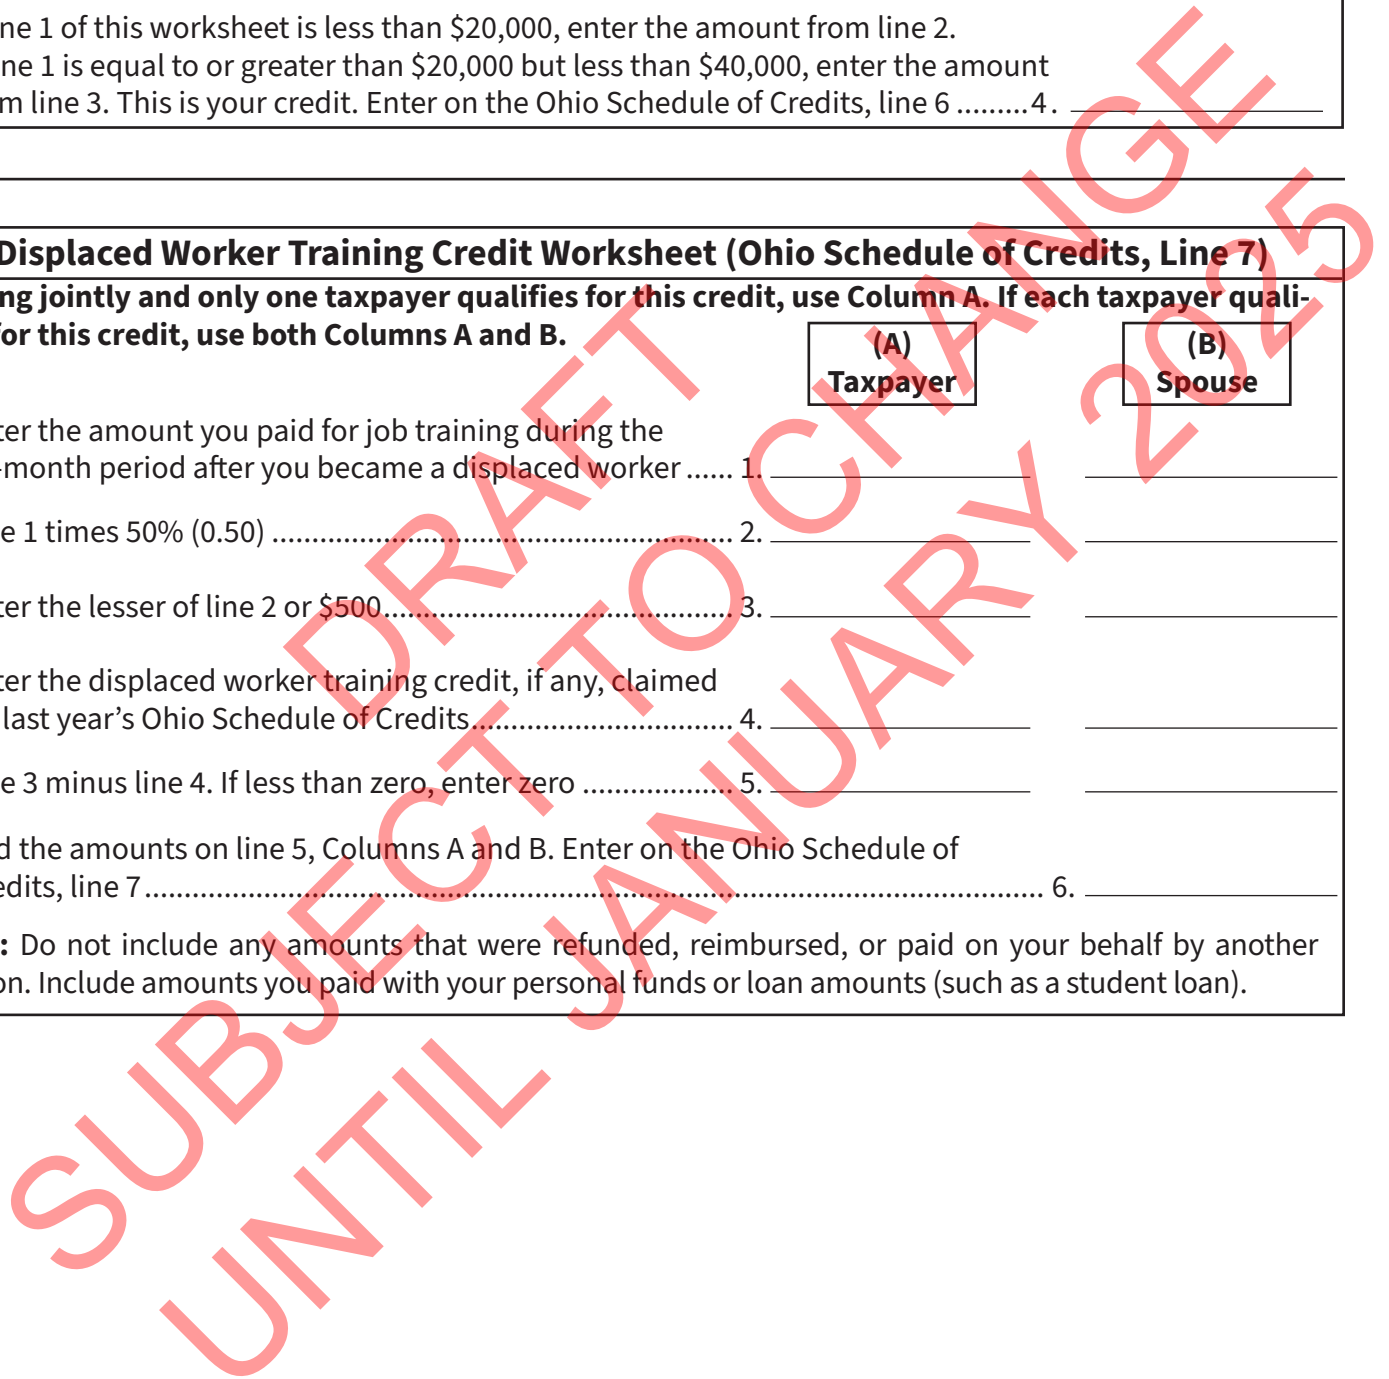 ne 1 of this worksheet is less than $20,000, enter the amount from line 2.
ne 1 is equal to or greater than $20,000 but less than $40,000, enter the amount
m line 3. This is your credit. Enter on the Ohio Schedule of Credits, line 6 .........4.
Displaced Worker Training Credit Worksheet (Ohio Schedule of Credits, Line 7)
ng jointly and only one taxpayer qualifies for this credit, use Column A. If each taxpayer quali-
for this credit, use both Columns A and B.
(A)
Taxpayer
(B)
Spouse
ter the amount you paid for job training during the
-month period after you became a displaced worker ...... 1.
e 1 times 50% (0.50) ............................................................. 2.
ter the lesser of line 2 or $500.............................................. 3.
ter the displaced worker training credit, if any, claimed
last year's Ohio Schedule of Credits................................... 4.
e 3 minus line 4. If less than zero, enter zero .................... 5.
d the amounts on line 5, Columns A and B. Enter on the Ohio Schedule of
edits, line 7........................................................................................................................ 6.
: Do not include any amounts that were refunded, reimbursed, or paid on your behalf by another
on. Include amounts you paid with your personal funds or loan amounts (such as a student loan).
DRAFT
SUBJECT TO CHANGE
UNTIL JANUARY 2025